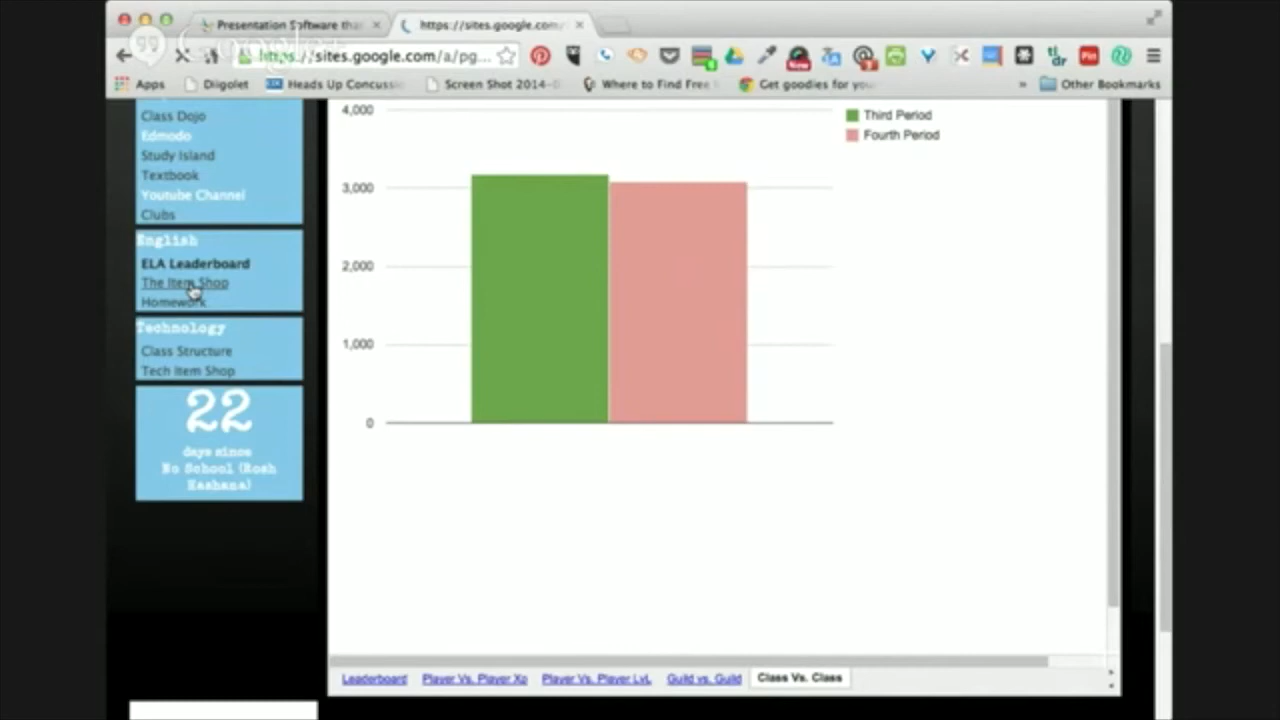 Presentation Software tha
https://sites.google.com/
https://sites.google.com/a/pg...
Apps
Diigolet
Heads Up Concussi
Screen Shot 2014-
Where to Find Free
Get goodies for you
»
Other Bookmarks
Class Dojo
Edmodo
Study Island
Textbook
Youtube Channel
Clubs
English
ELA Leaderboard
The Item Shop
Homework
Technology
Class Structure
Tech Item Shop
22
days since
No School (Rosh
Hashana)
4,000
3,000
2,000
1,000
0
Third Period
Fourth Period
Leaderboard
Player Vs. Player Xp
Player Vs. Player LvL
Guild vs. Guild
Class Vs. Class